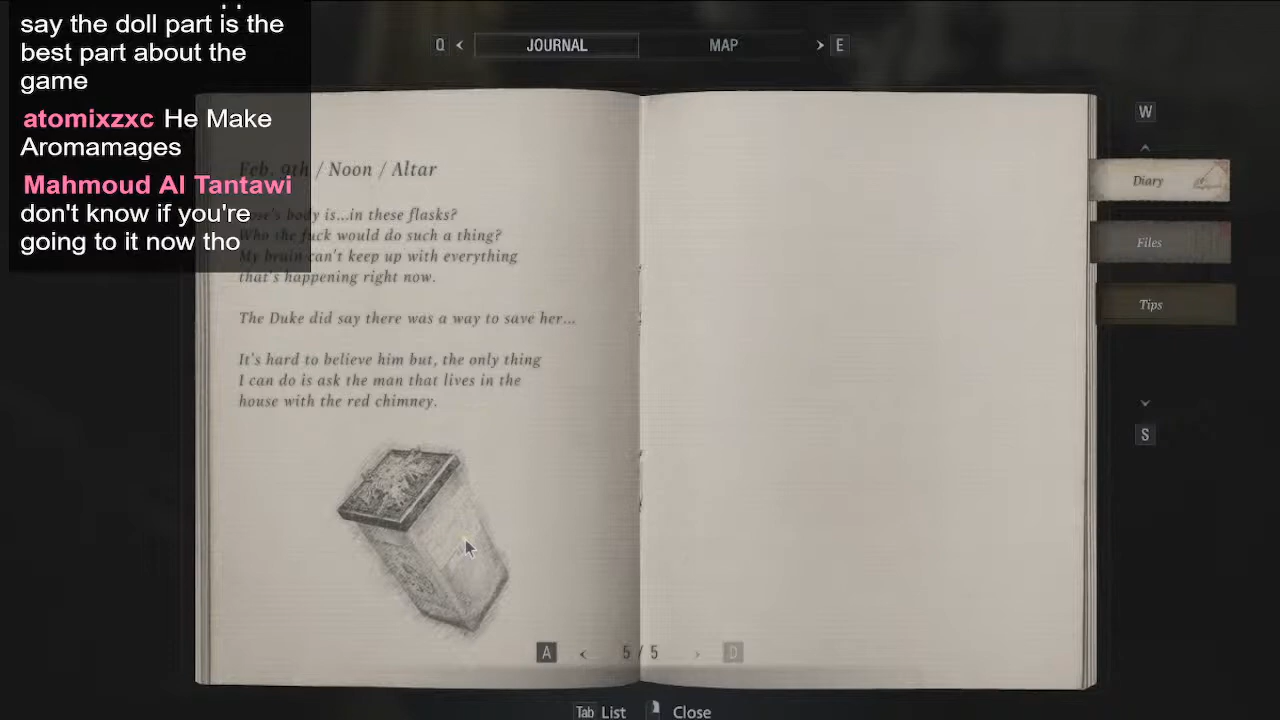 say the doll part is the
best part about the
game
atomixzxc He Make
Aromamages
Mahmoud Al Tantawi
don't know if you're
going to it now tho
Q < JOURNAL MAP > E
Feb. 9th / Noon / Altar
body is...in these flasks?
Who the fuck would do such a thing?
My brain can't keep up with everything
that's happening right now.
The Duke did say there was a way to save her...
It's hard to believe him but, the only thing
I can do is ask the man that lives in the
house with the red chimney.
A < 5 / 5 > D
W
Diary
Files
Tips
S
Tab List Close